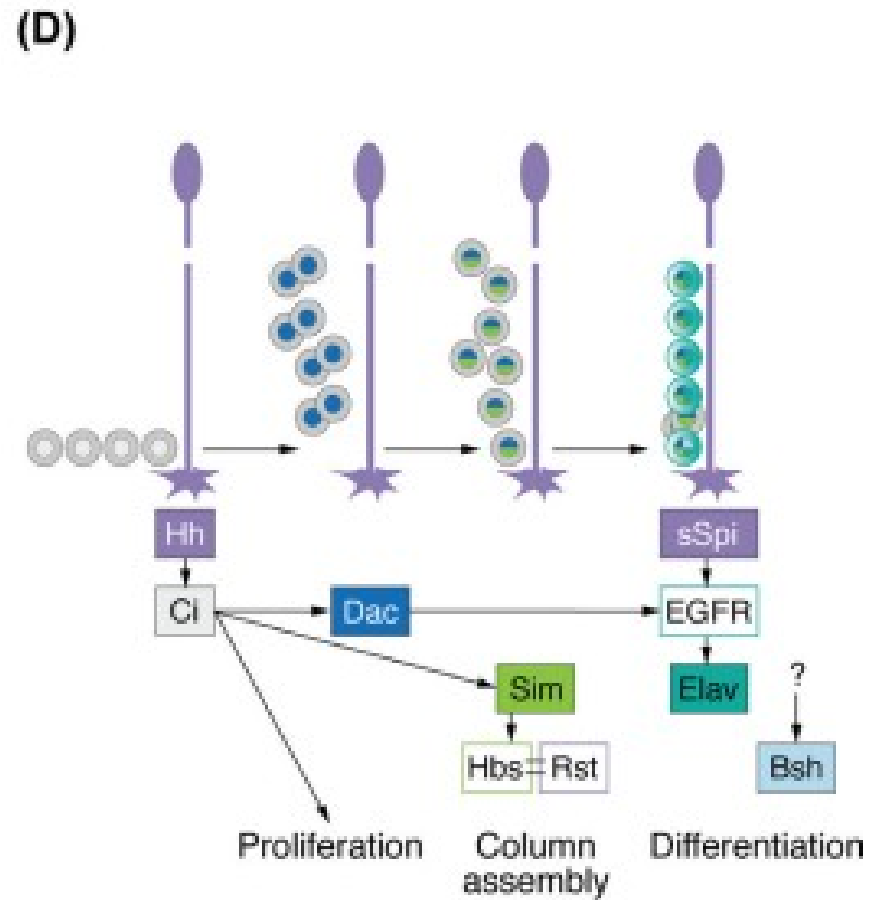 (D)
Hh
sSpi
Ci
Dac
EGFR
Sim
Elav
?
Hbs
Rst
Bsh
Proliferation
Column
assembly
Differentiation